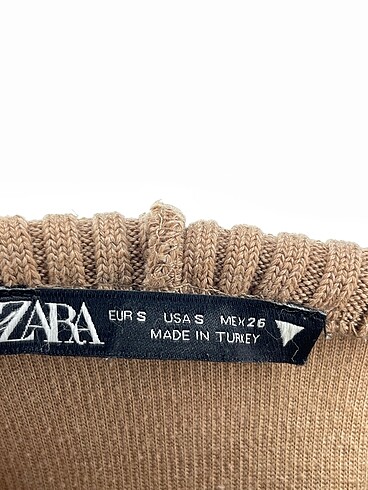 ZARA
EUR S USA S MEX 26
MADE IN TURKEY